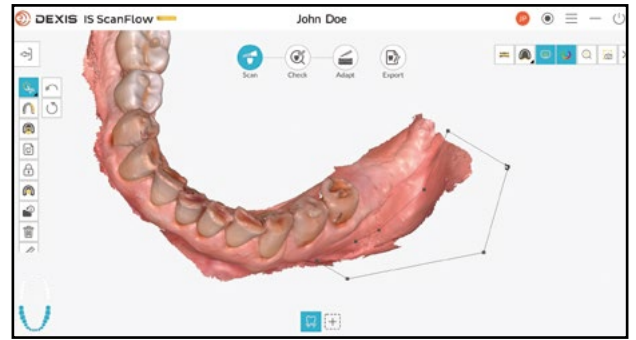 DEXIS IS ScanFlow
John Doe
JP
Scan
Check
Adapt
Export